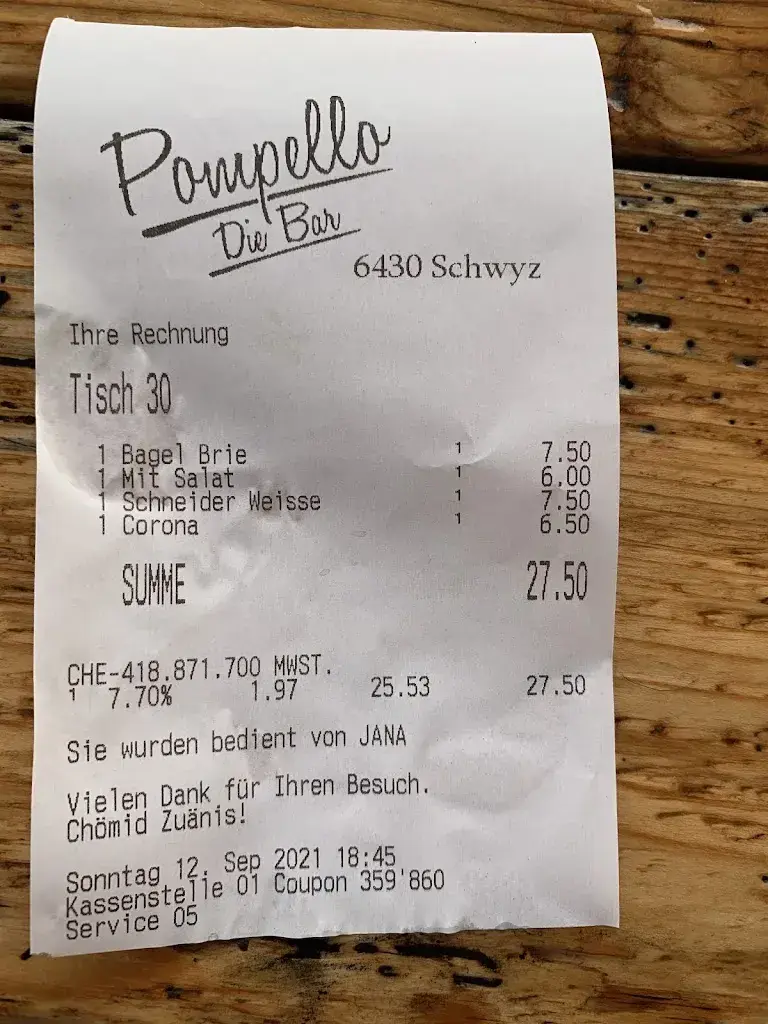 Pompello
Die Bar
6430 Schwyz
Ihre Rechnung
Tisch 30
1 Bagel Brie 1 7.50
1 Mit Salat 1 6.00
1 Schneider Weisse 1 7.50
1 Corona 1 6.50
SUMME 27.50
CHE-418.871.700 MWST.
1 7.70% 1.97 25.53 27.50
Sie wurden bedient von JANA
Vielen Dank für Ihren Besuch.
Chömid Zuänis!
Sonntag 12. Sep 2021 18:45
Kassenstelle 01 Coupon 359'860
Service 05